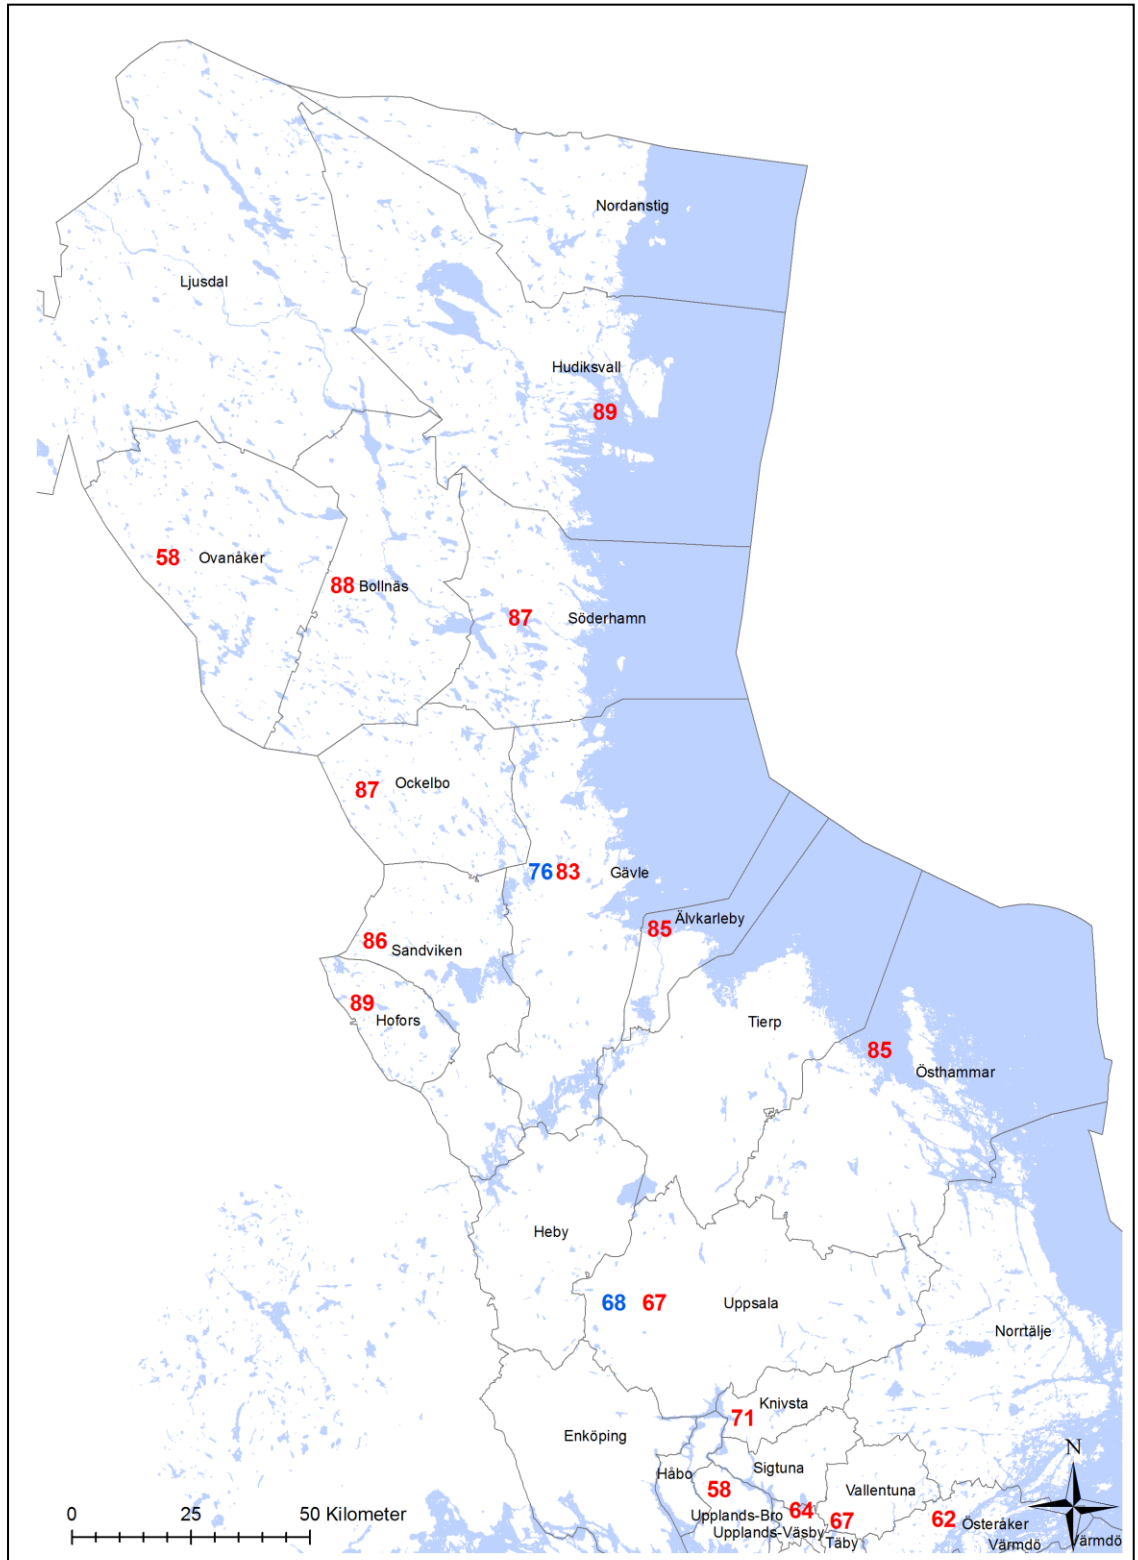 Nordanstig
Ljusdal
Hudiksvall
89
58 Ovanåker
88 Bollnäs
87 Söderhamn
87 Ockelbo
76 83 Gävle
85 Älvkarleby
86 Sandviken
89
Hofors
Tierp
85
Östhammar
Heby
68 67 Uppsala
Norrtälje
Knivsta
71
Enköping
Håbo
Sigtuna
58
Vallentuna
N
Upplands-Bro
64
Upplands-Väsby
67
Täby
62 Österåker
Värmdö
Värmdö
0 25 50 Kilometer